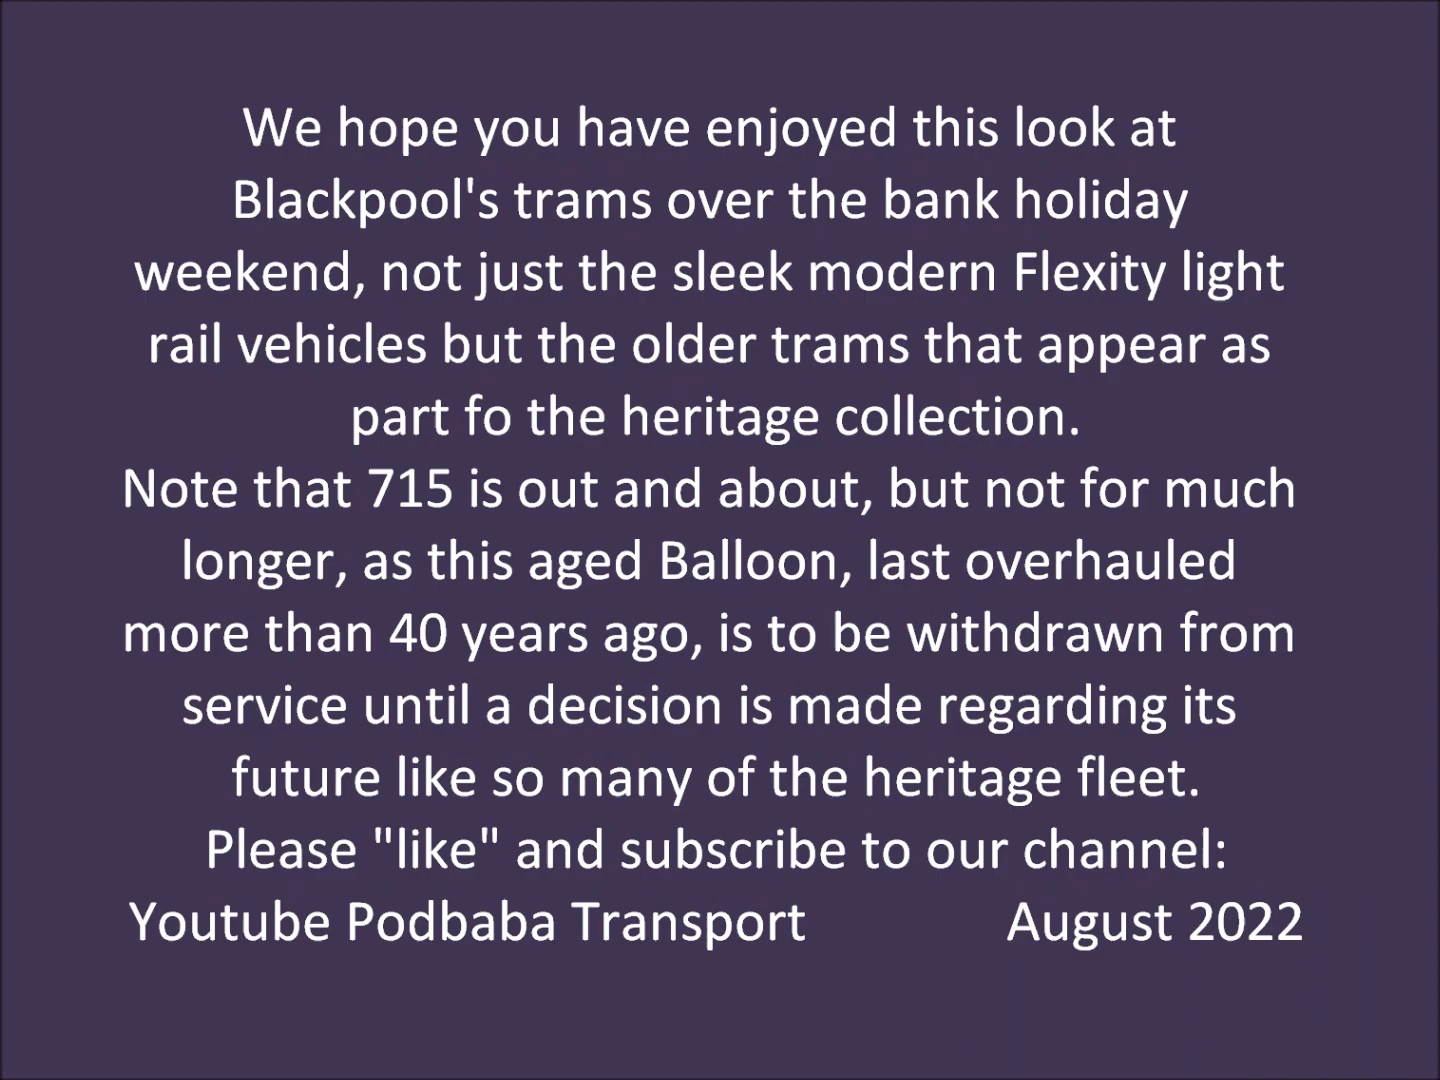 We hope you have enjoyed this look at
Blackpool's trams over the bank holiday
weekend, not just the sleek modern Flexity light
rail vehicles but the older trams that appear as
part fo the heritage collection.
Note that 715 is out and about, but not for much
longer, as this aged Balloon, last overhauled
more than 40 years ago, is to be withdrawn from
service until a decision is made regarding its
future like so many of the heritage fleet.
Please "like" and subscribe to our channel:
Youtube Podbaba Transport August 2022